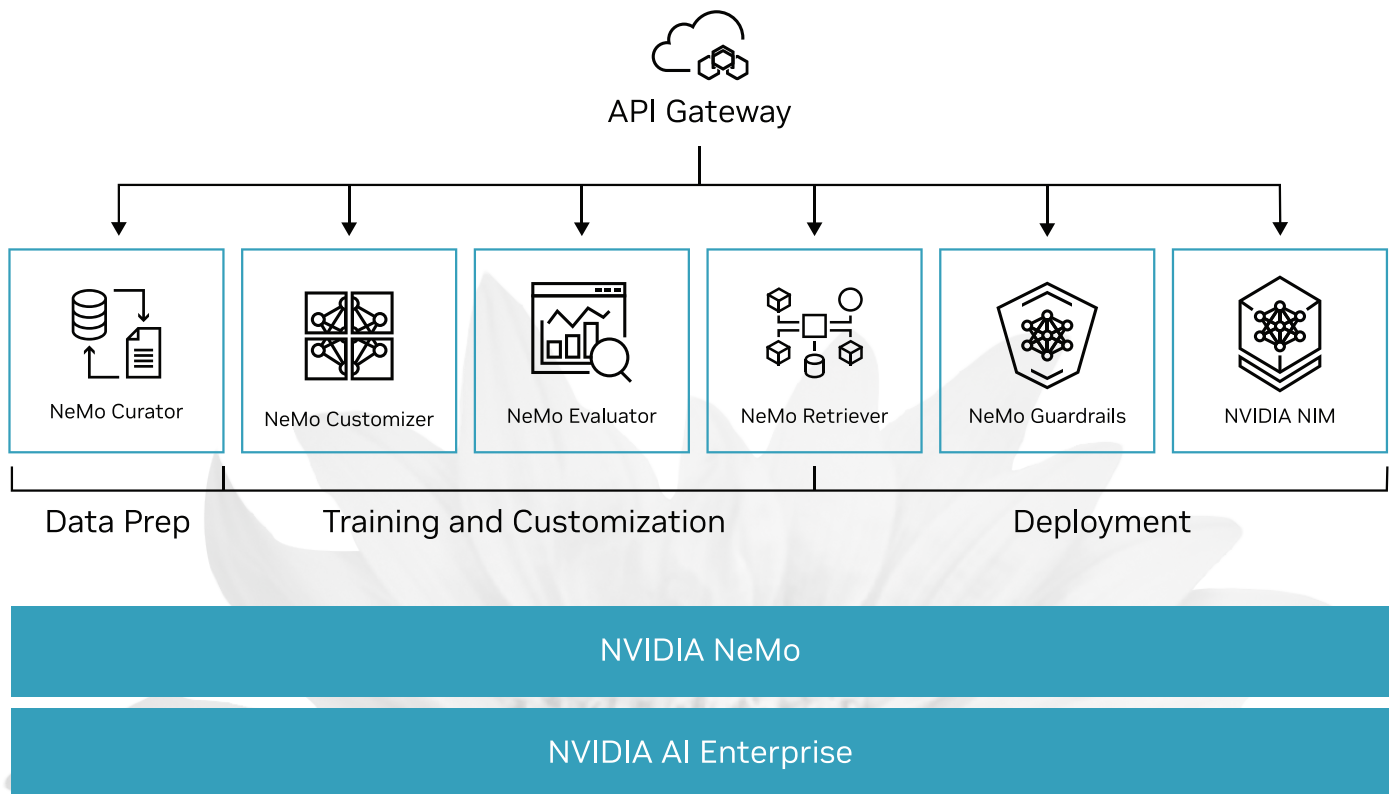 API Gateway
NeMo Curator
NeMo Customizer
NeMo Evaluator
NeMo Retriever
NeMo Guardrails
NVIDIA NIM
Data Prep
Training and Customization
Deployment
NVIDIA NeMo
NVIDIA AI Enterprise